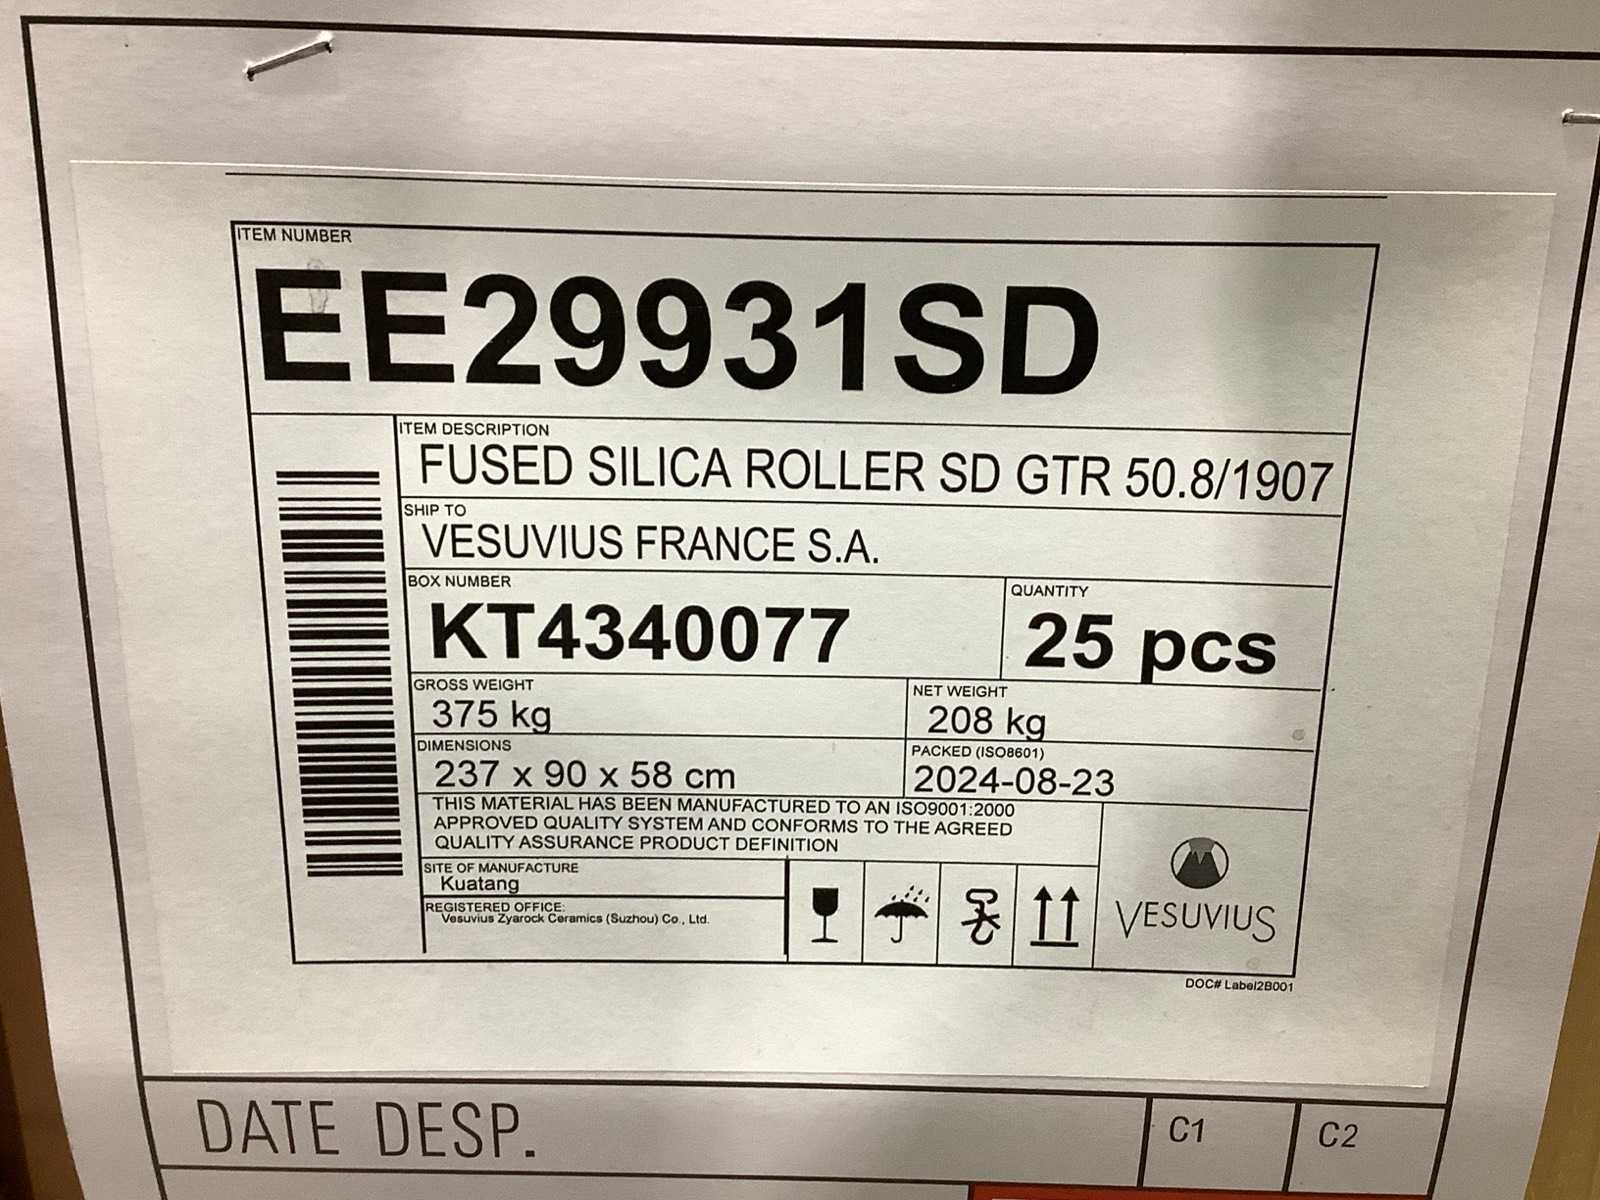 ITEM NUMBER
EE29931SD
ITEM DESCRIPTION
FUSED SILICA ROLLER SD GTR 50.8/1907
SHIP TO
VESUVIUS FRANCE S.A.
BOX NUMBER
KT4340077
QUANTITY
25 pcs
GROSS WEIGHT
375 kg
NET WEIGHT
208 kg
DIMENSIONS
237 x 90 x 58 cm
PACKED (ISO8601)
2024-08-23
THIS MATERIAL HAS BEEN MANUFACTURED TO AN ISO9001:2000
APPROVED QUALITY SYSTEM AND CONFORMS TO THE AGREED
QUALITY ASSURANCE PRODUCT DEFINITION
SITE OF MANUFACTURE
Kuatang
REGISTERED OFFICE:
Vesuvius Zyarock Ceramics (Suzhou) Co., Ltd.
VESUVIUS
DOC# Label2B001
DATE DESP.
C1
C2